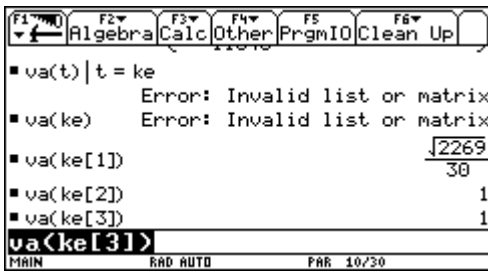 F1 F2 Algebra F3 Calc F4 Other F5 PrgmIO F6 Clean Up
va(t)|t = ke
Error: Invalid list or matrix
va(ke) Error: Invalid list or matrix
va(ke[1]) √2269/30
va(ke[2]) 1
va(ke[3]) 1
va(ke[3])
MAIN RAD AUTO PAR 10/30